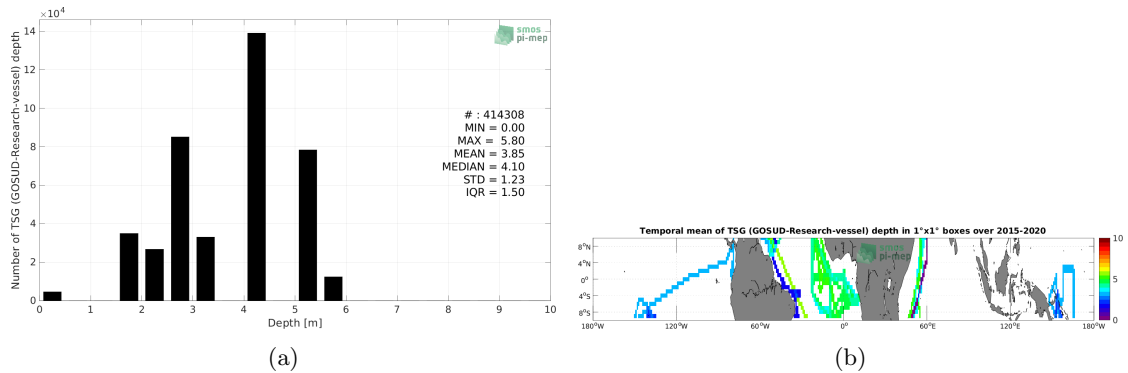 ×10⁴
14
12
10
8
6
4
2
0
Number of TSG (GOSUD-Research-vessel) depth
smos
pi-mep
# : 414308
MIN = 0.00
MAX = 5.80
MEAN = 3.85
MEDIAN = 4.10
STD = 1.23
IQR = 1.50
0 1 2 3 4 5 6 7 8 9 10
Depth [m]
(a)
Temporal mean of TSG (GOSUD-Research-vessel) depth in 1°x1° boxes over 2015-2020
smos
pi-mep
8°N
4°N
0°
4°S
8°S
180°W 120°W 60°W 0° 60°E 120°E 180°W
10
5
0
(b)